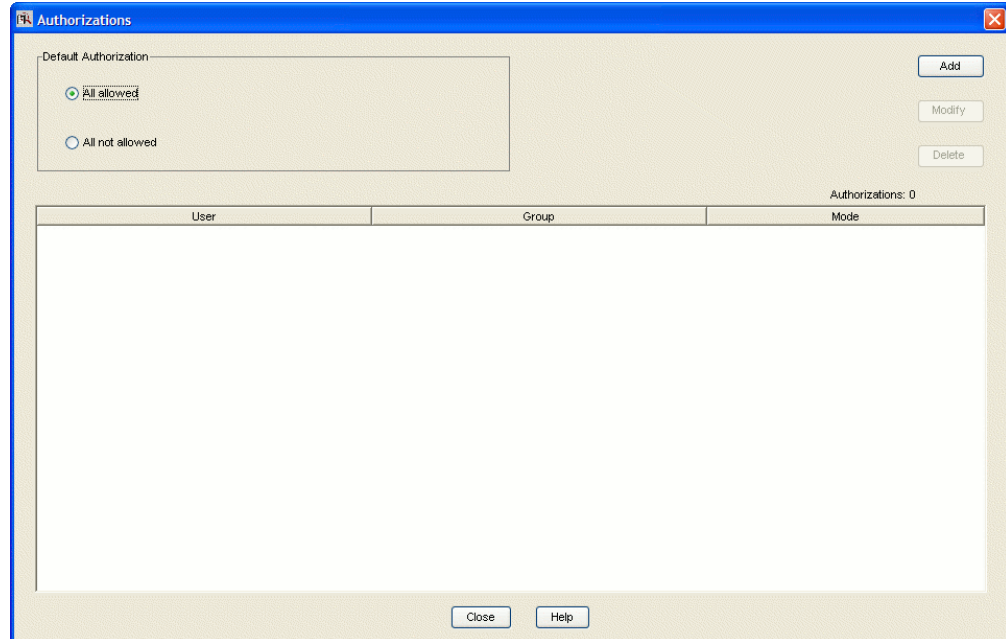 Authorizations
Default Authorization
All allowed
All not allowed
Add
Modify
Delete
Authorizations: 0
User Group Mode
Close Help